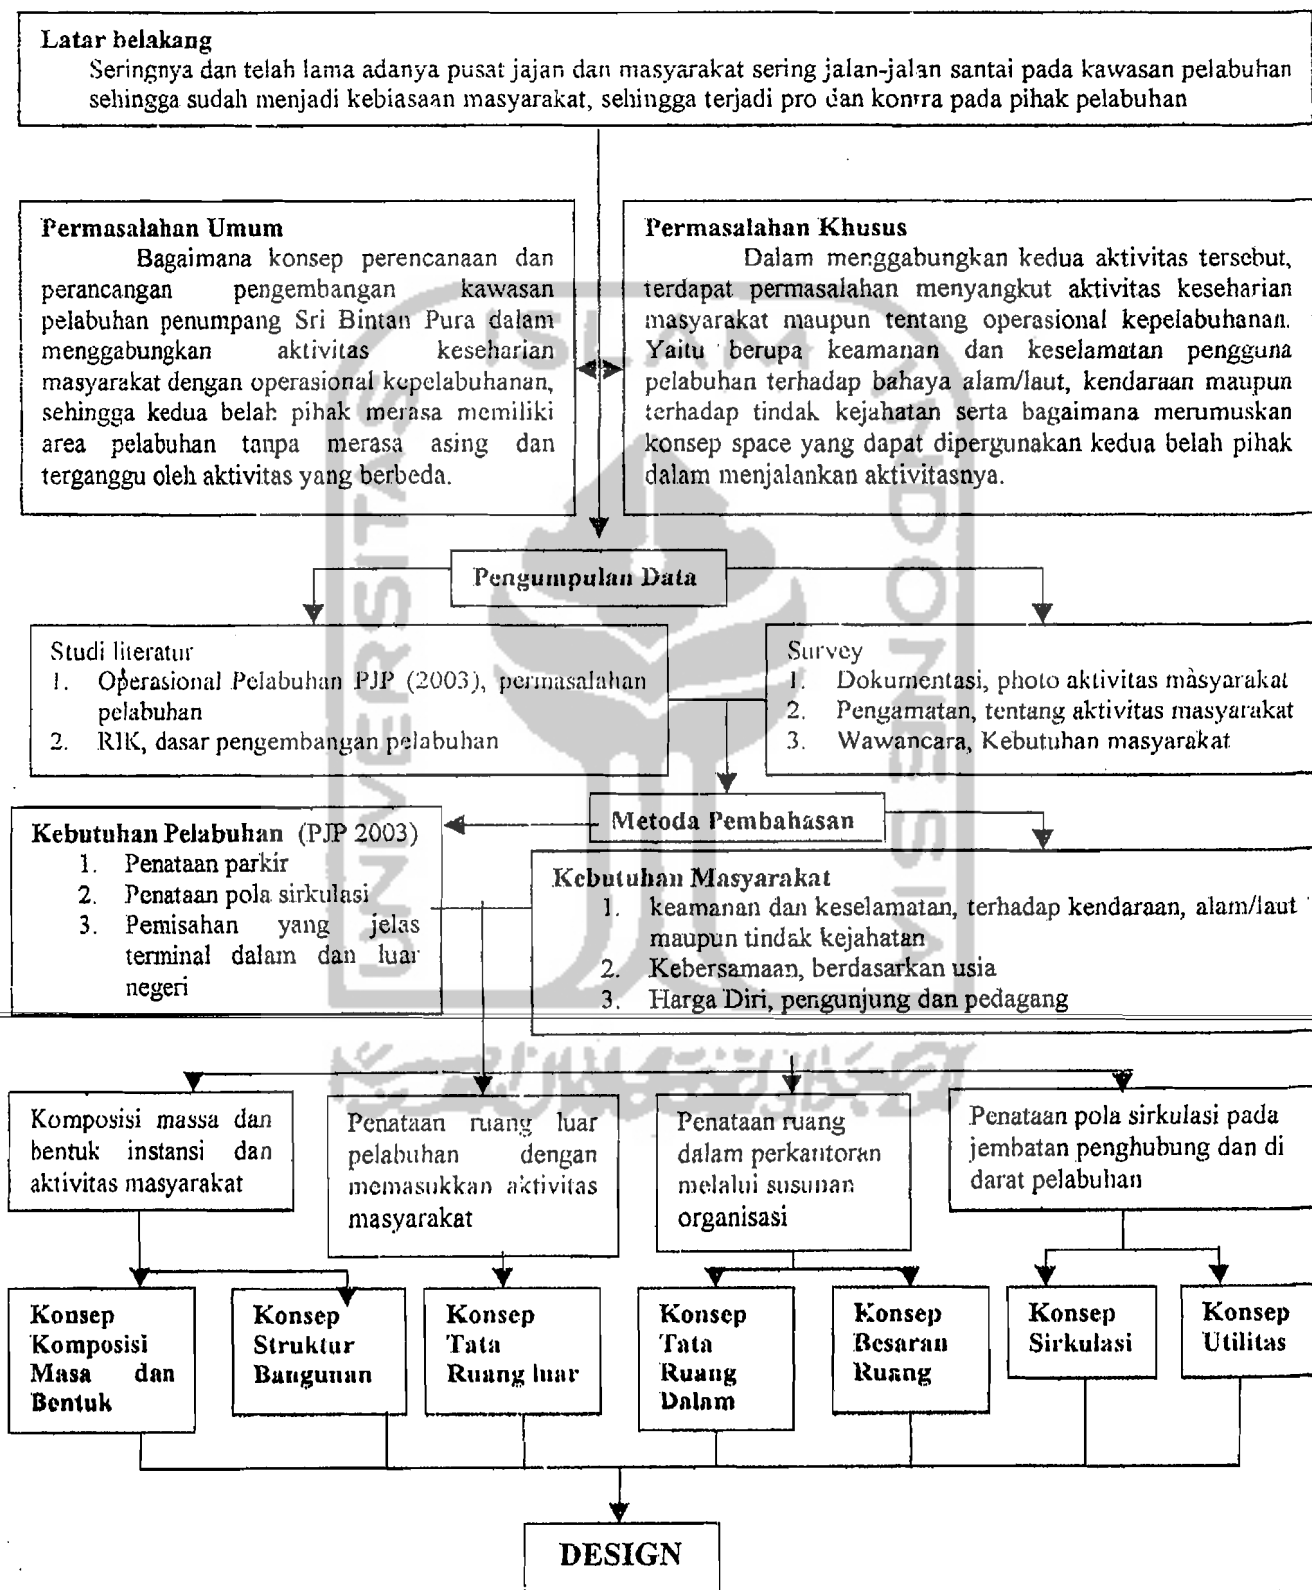 Latar belakang
Seringnya dan telah lama adanya pusat jajan dan masyarakat sering jalan-jalan santai pada kawasan pelabuhan
sehingga sudah menjadi kebiasaan masyarakat, sehingga terjadi pro dan kontra pada pihak pelabuhan
Permasalahan Umum
Bagaimana konsep perencanaan dan
perancangan pengembangan kawasan
pelabuhan penumpang Sri Bintan Pura dalam
menggabungkan aktivitas keseharian
masyarakat dengan operasional kepelabuhanan,
sehingga kedua belah pihak merasa memiliki
area pelabuhan tanpa merasa asing dan
terganggu oleh aktivitas yang berbeda.
Permasalahan Khusus
Dalam menggabungkan kedua aktivitas tersebut,
terdapat permasalahan menyangkut aktivitas keseharian
masyarakat maupun tentang operasional kepelabuhanan.
Yaitu berupa keamanan dan keselamatan pengguna
pelabuhan terhadap bahaya alam/laut, kendaraan maupun
terhadap tindak kejahatan serta bagaimana merumuskan
konsep space yang dapat dipergunakan kedua belah pihak
dalam menjalankan aktivitasnya.
Pengumpulan Data
Studi literatur
1. Operasional Pelabuhan PJP (2003), permasalahan
pelabuhan
2. RIK, dasar pengembangan pelabuhan
Survey
1. Dokumentasi, photo aktivitas masyarakat
2. Pengamatan, tentang aktivitas masyarakat
3. Wawancara, Kebutuhan masyarakat
Metoda Pembahasan
Kebutuhan Pelabuhan (PJP 2003)
1. Penataan parkir
2. Penataan pola sirkulasi
3. Pemisahan yang jelas
terminal dalam dan luar
negeri
Kebutuhan Masyarakat
1. keamanan dan keselamatan, terhadap kendaraan, alam/laut
maupun tindak kejahatan
2. Kebersamaan, berdasarkan usia
3. Harga Diri, pengunjung dan pedagang
Komposisi massa dan
bentuk instansi dan
aktivitas masyarakat
Penataan ruang luar
pelabuhan dengan
memasukkan aktivitas
masyarakat
Penataan ruang
dalam perkantoran
melalui susunan
organisasi
Penataan pola sirkulasi pada
jembatan penghubung dan di
darat pelabuhan
Konsep
Komposisi
Masa dan
Bentuk
Konsep
Struktur
Bangunan
Konsep
Tata
Ruang luar
Konsep
Tata
Ruang
Dalam
Konsep
Besaran
Ruang
Konsep
Sirkulasi
Konsep
Utilitas
DESIGN
UNIVERSITAS
ISLAM
INDONESIA